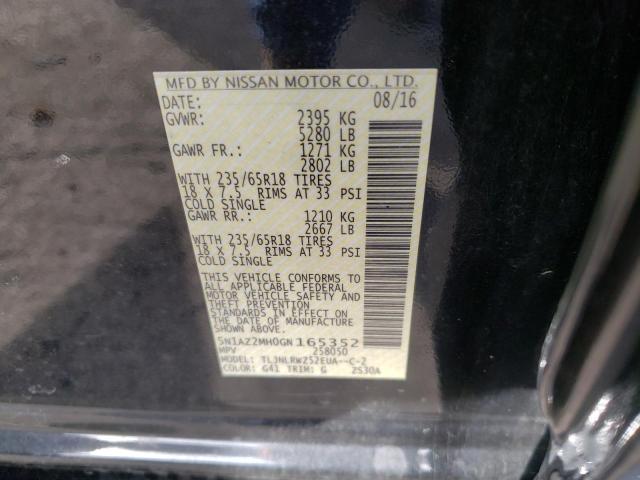 MFD BY NISSAN MOTOR CO., LTD.
DATE: 08/16
GVWR: 2395 KG
5280 LB
GAWR FR.: 1271 KG
2802 LB
WITH 235/65R18 TIRES
18 X 7.5 RIMS AT 33 PSI
COLD SINGLE
GAWR RR.: 1210 KG
2667 LB
WITH 235/65R18 TIRES
18 X 7.5 RIMS AT 33 PSI
COLD SINGLE
THIS VEHICLE CONFORMS TO
ALL APPLICABLE FEDERAL
MOTOR VEHICLE SAFETY AND
THEFT PREVENTION
STANDARDS IN EFFECT ON
THE DATE OF MANUFACTURE
SHOWN ABOVE.
5N1AZ2MH0GN165352
MPV 258050
MODEL: TLJNLRWZ52EUA--C-2
COLOR: G41 TRIM: G 2S30A